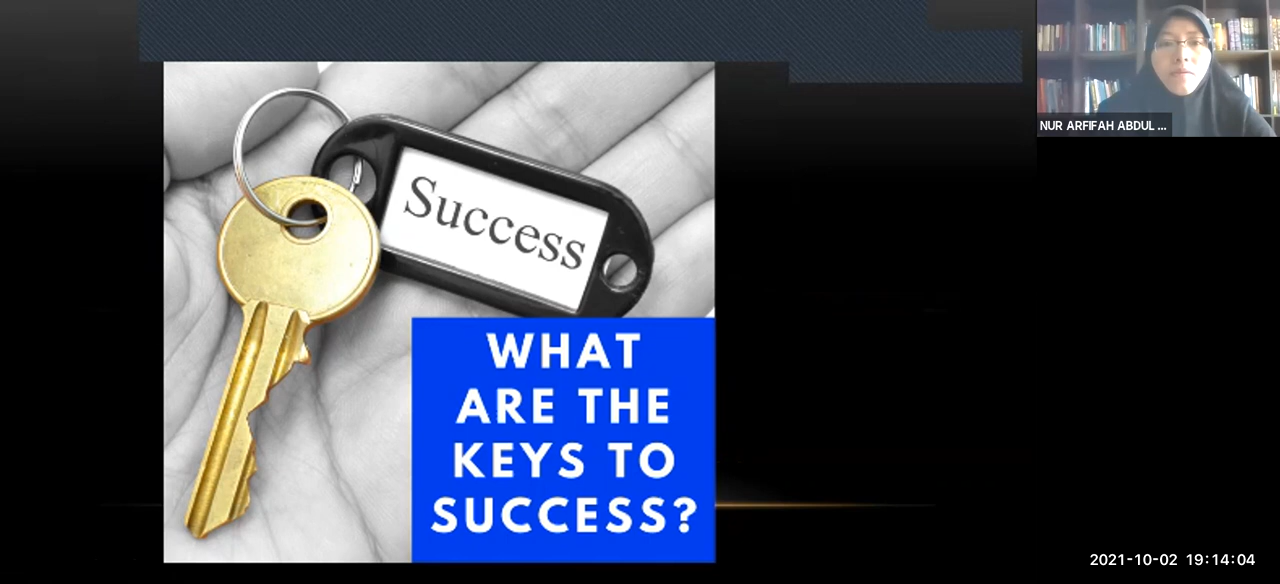 Success
WHAT
ARE THE
KEYS TO
SUCCESS?
NUR ARFIFAH ABDUL ...
2021-10-02 19:14:04